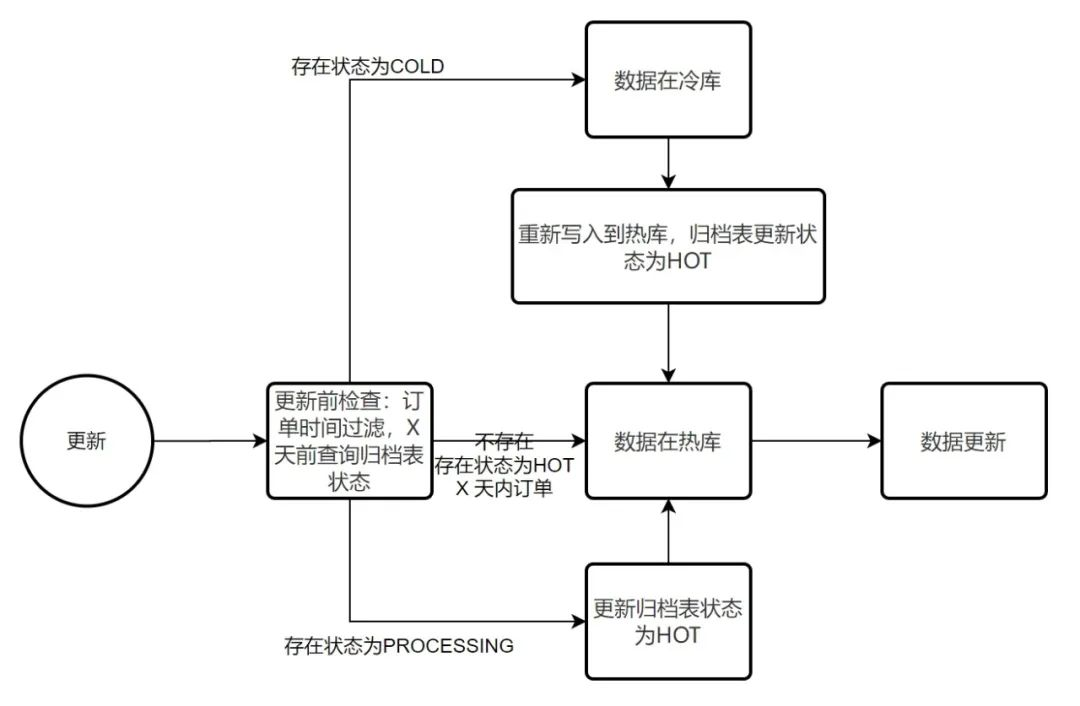 存在状态为COLD
数据在冷库
重新写入到热库，归档表更新状
态为HOT
更新
更新前检查：订
单时间过滤，X
天前查询归档表
状态
不存在
存在状态为HOT
X 天内订单
数据在热库
数据更新
更新归档表状态
为HOT
存在状态为PROCESSING